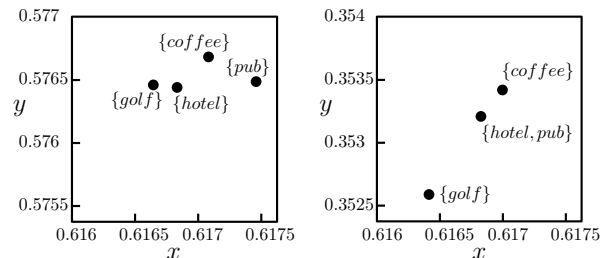 0.577
{coffee}
{pub}
0.5765
{golf} {hotel}
y
0.576
0.5755
0.616 0.6165 0.617 0.6175
x
0.354
{coffee}
0.3535
y
{hotel, pub}
0.353
{golf}
0.3525
0.616 0.6165 0.617 0.6175
x